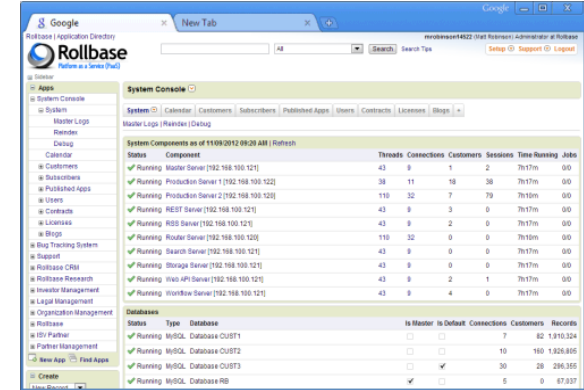 Google
Google
New Tab
Rollbase | Application Directory
mrobinson14522 (Matt Robinson) Administrator at Rollbase
Rollbase
Platform as a Service (PaaS)
All
Search
Search Tips
Setup
Support
Logout
Sidebar
Apps
System Console
System
Master Logs
Reindex
Debug
Calendar
Customers
Subscribers
Published Apps
Users
Contracts
Licenses
Blogs
Bug Tracking System
Support
Rollbase CRM
Rollbase Research
Investor Management
Legal Management
Organization Management
Rollbase
ISV Partner
Partner Management
New App Find Apps
Create
New Record
System Console
System Calendar Customers Subscribers Published Apps Users Contracts Licenses Blogs +
Master Logs | Reindex | Debug
System Components as of 11/09/2012 09:20 AM | Refresh
Status Component Threads Connections Customers Sessions Time Running Jobs
Running Master Server [192.168.100.121] 43 9 1 2 7h17m 0/0
Running Production Server 1 [192.168.100.122] 38 11 18 38 7h17m 0/0
Running Production Server 2 [192.168.100.120] 110 32 7 79 7h10m 0/0
Running REST Server [192.168.100.121] 43 9 3 0 7h17m 0/0
Running RSS Server [192.168.100.121] 43 9 2 0 7h17m 0/0
Running Router Server [192.168.100.120] 110 32 0 0 7h10m 0/0
Running Search Server [192.168.100.121] 43 9 0 0 7h17m 0/0
Running Storage Server [192.168.100.121] 43 9 0 0 7h17m 0/0
Running Web API Server [192.168.100.121] 43 9 2 1 7h17m 0/0
Running Workflow Server [192.168.100.121] 43 9 4 0 7h17m 0/0
Databases
Status Type Database Is Master Is Default Connections Customers Records
Running MySQL Database CUST1 7 82 1,910,324
Running MySQL Database CUST2 10 160 1,926,805
Running MySQL Database CUST3 30 28 286,355
Running MySQL Database RB 5 0 67,037